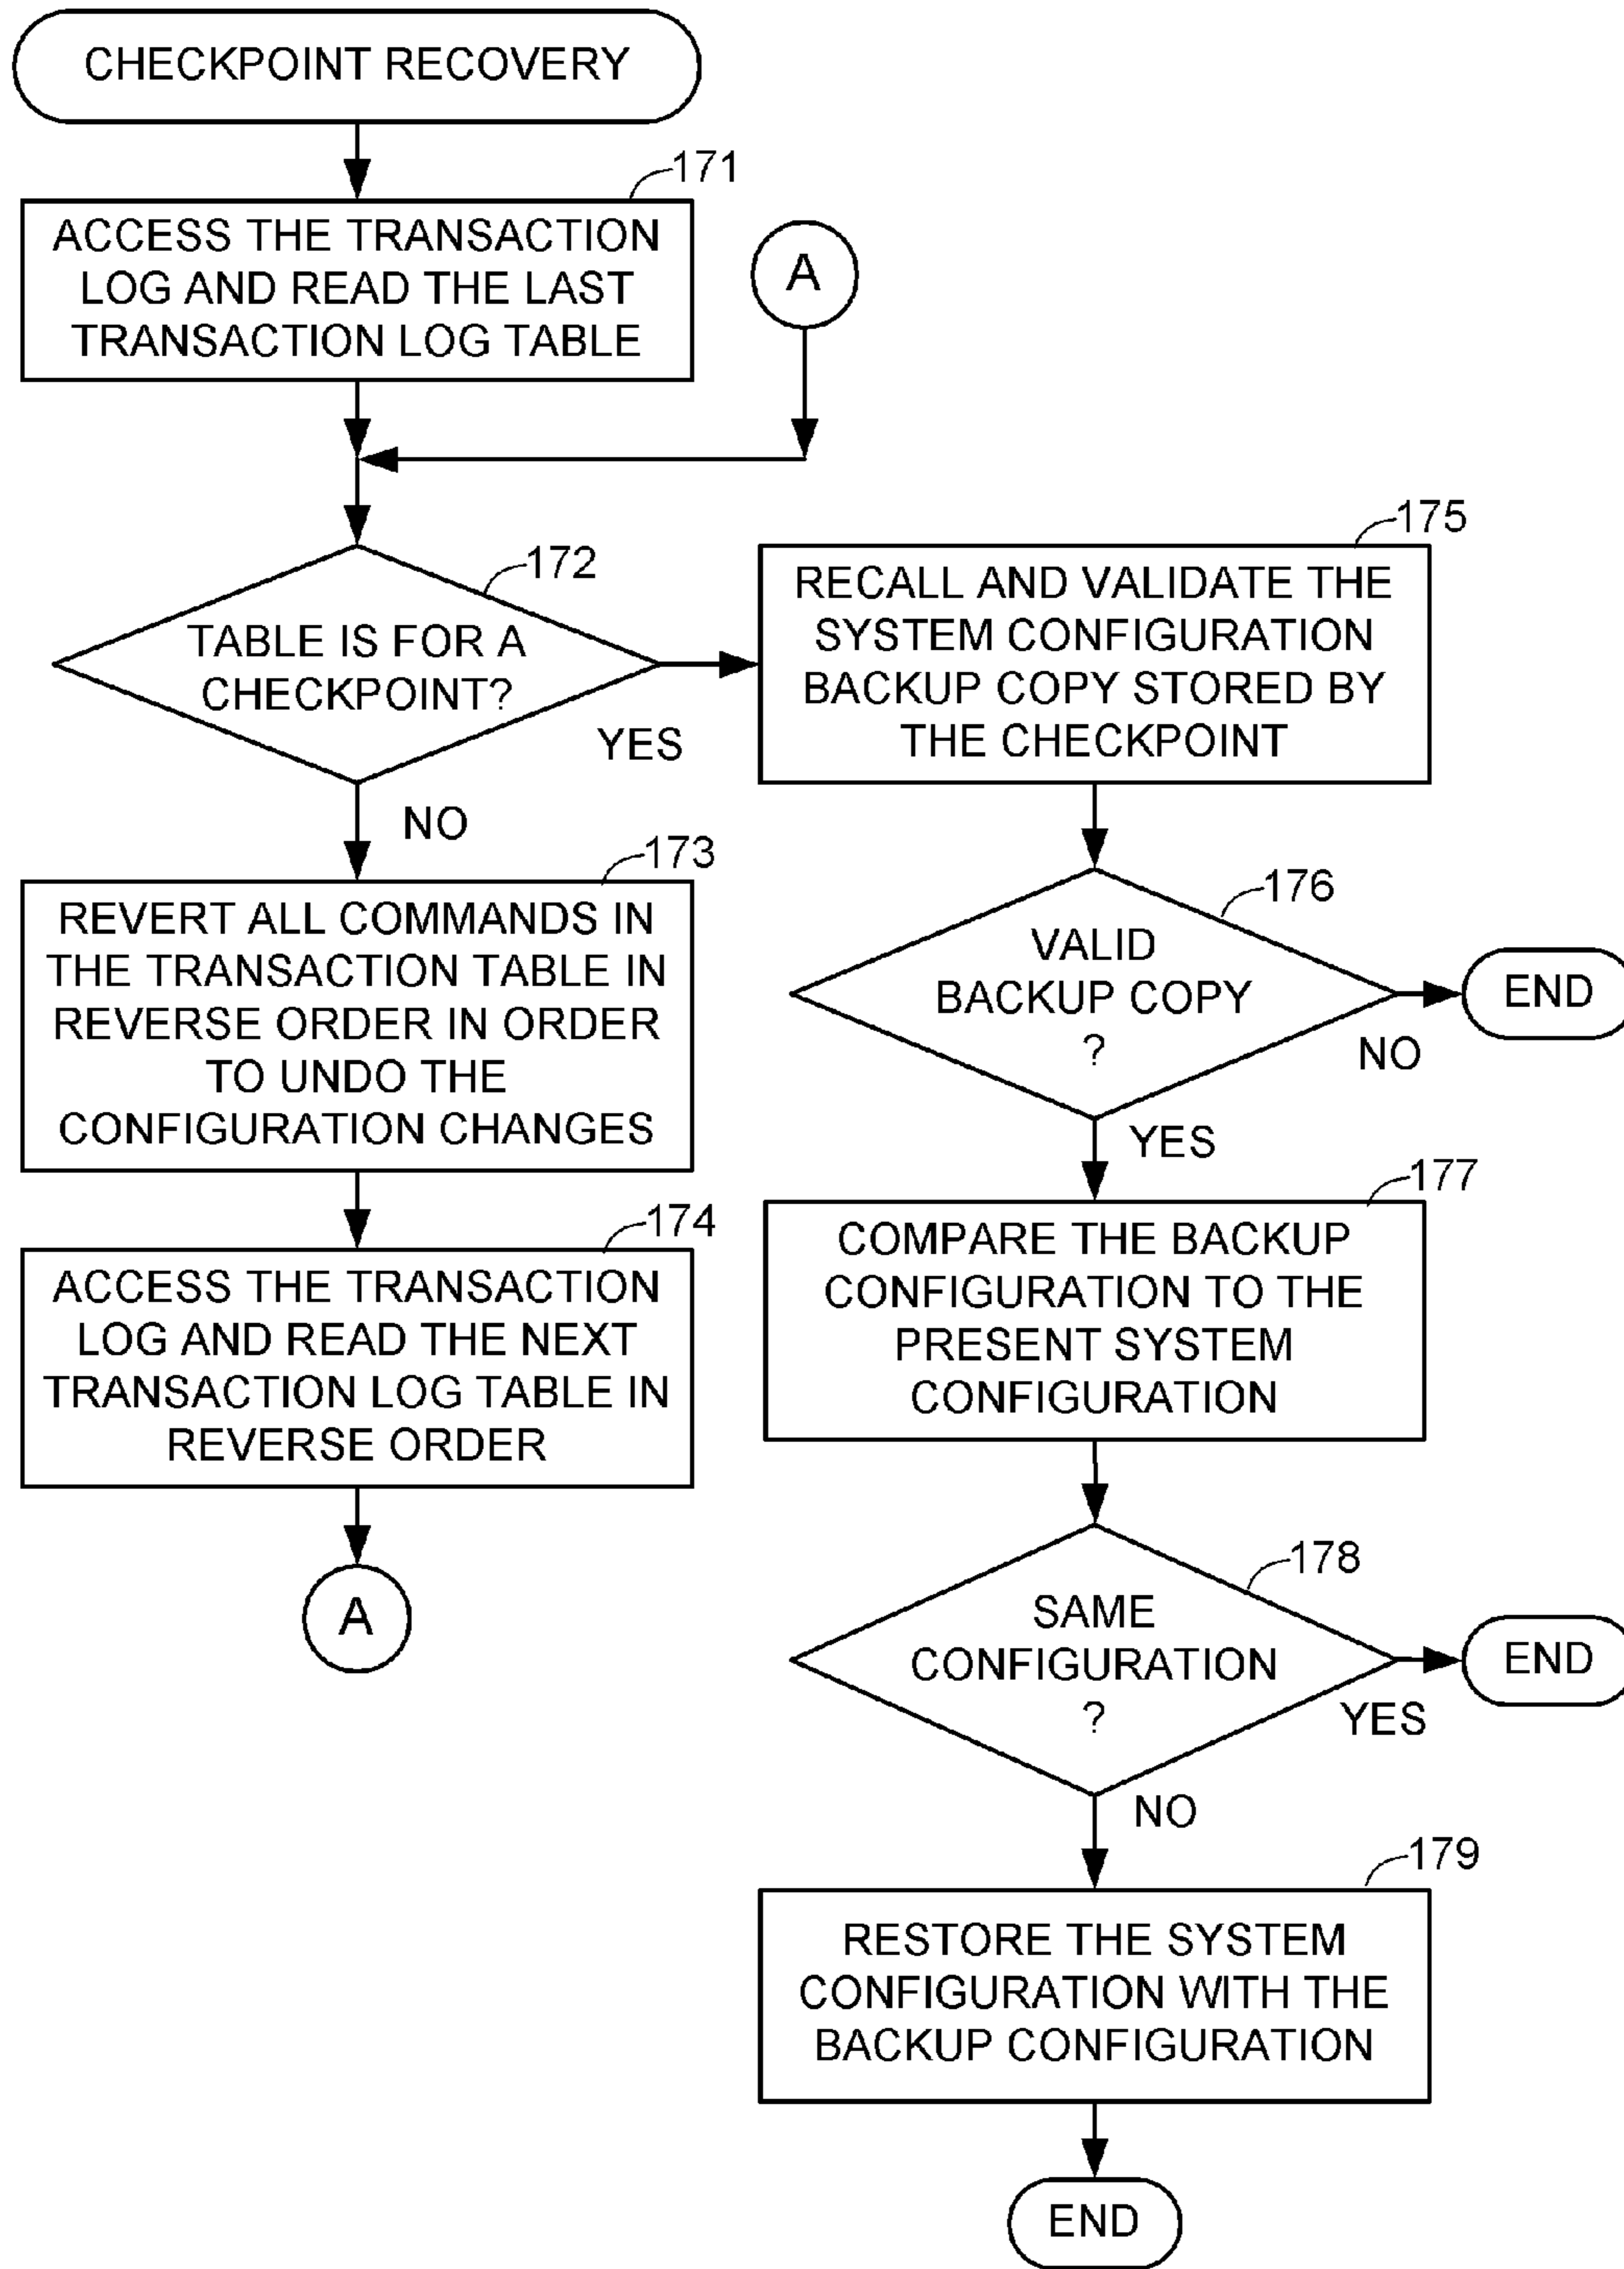 CHECKPOINT RECOVERY
171
ACCESS THE TRANSACTION
LOG AND READ THE LAST
TRANSACTION LOG TABLE
A
172
TABLE IS FOR A
CHECKPOINT?
YES
NO
173
REVERT ALL COMMANDS IN
THE TRANSACTION TABLE IN
REVERSE ORDER IN ORDER
TO UNDO THE
CONFIGURATION CHANGES
174
ACCESS THE TRANSACTION
LOG AND READ THE NEXT
TRANSACTION LOG TABLE IN
REVERSE ORDER
A
175
RECALL AND VALIDATE THE
SYSTEM CONFIGURATION
BACKUP COPY STORED BY
THE CHECKPOINT
176
VALID
BACKUP COPY
?
NO
END
YES
177
COMPARE THE BACKUP
CONFIGURATION TO THE
PRESENT SYSTEM
CONFIGURATION
178
SAME
CONFIGURATION
?
YES
END
NO
179
RESTORE THE SYSTEM
CONFIGURATION WITH THE
BACKUP CONFIGURATION
END